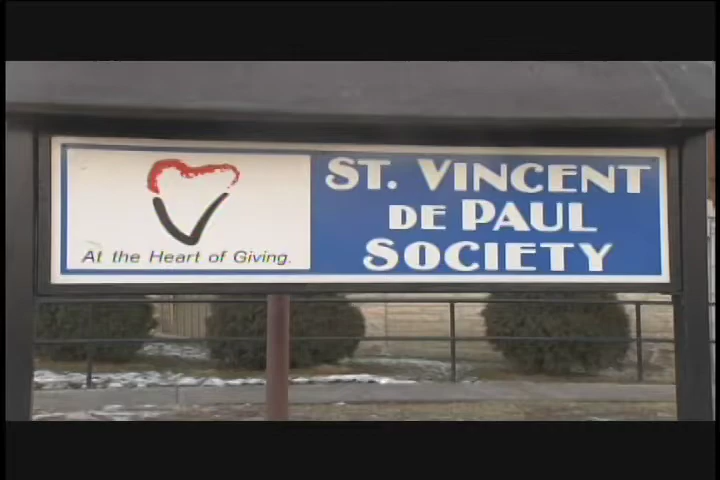 At the Heart of Giving.
ST. VINCENT
DE PAUL
SOCIETY